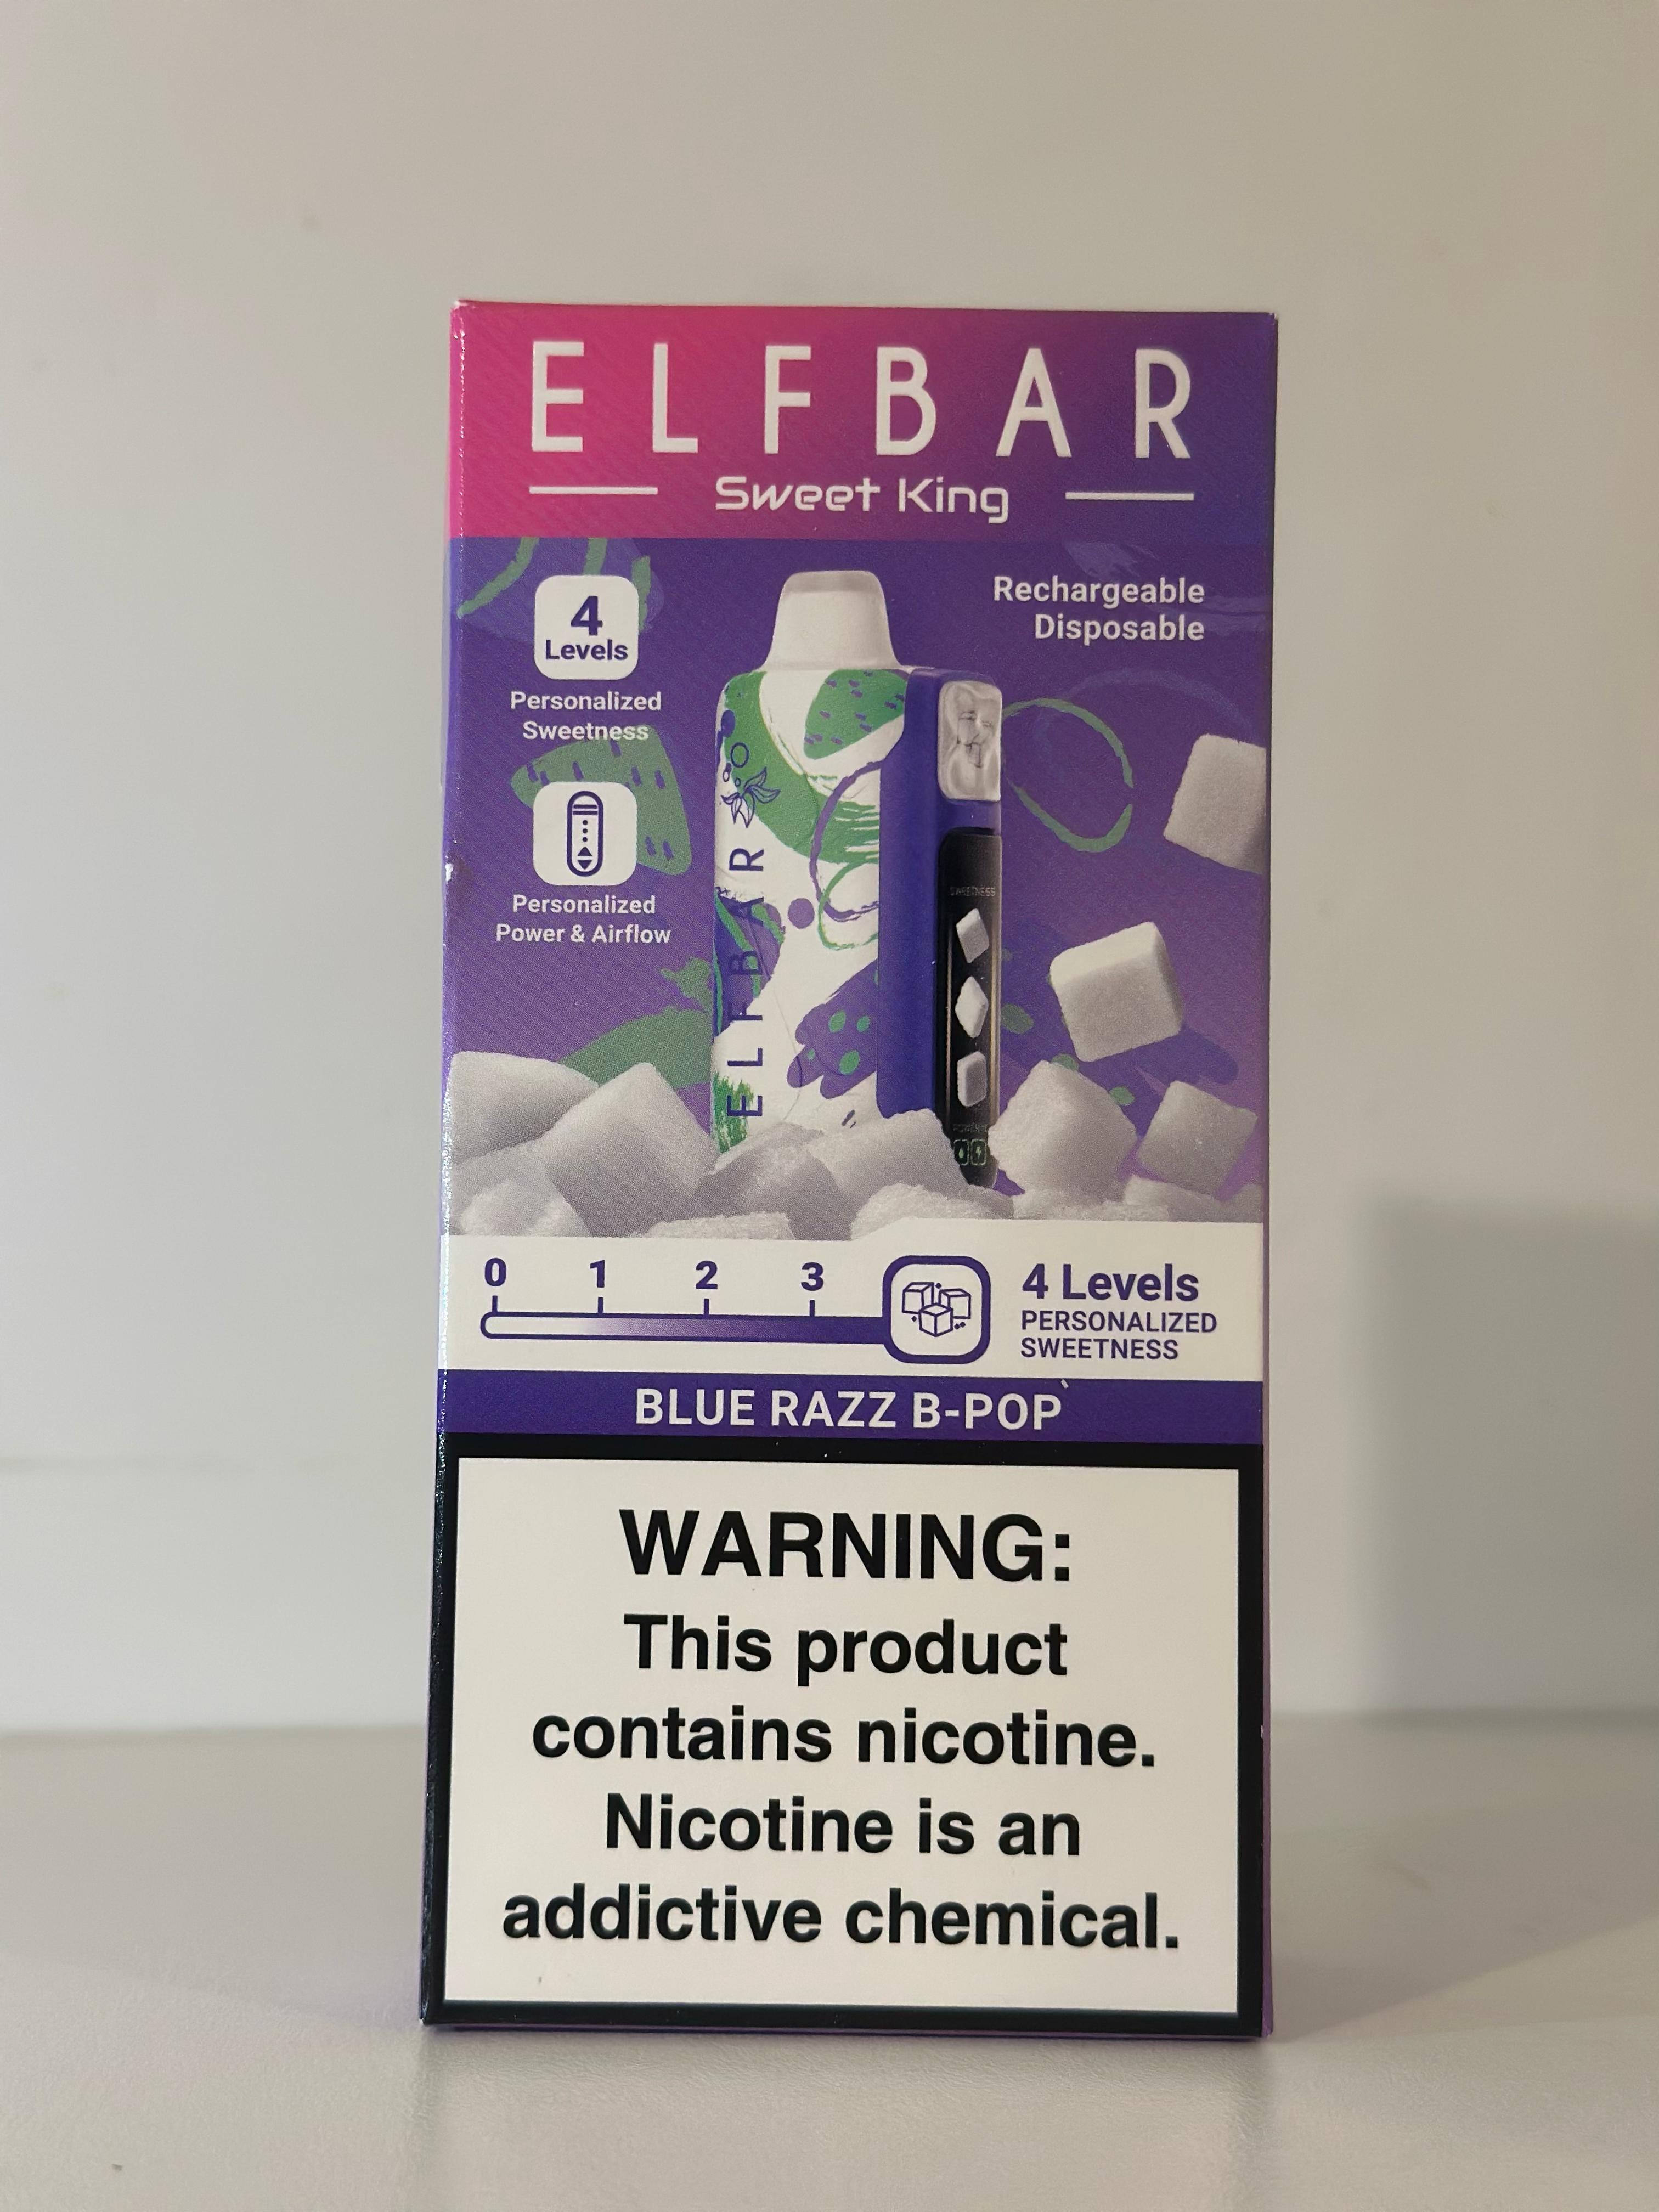 ELFBAR
Sweet King
4
Levels
Personalized
Sweetness
Rechargeable
Disposable
Personalized
Power & Airflow
ELFBAR
SWEETNESS
0 1 2 3
4 Levels
PERSONALIZED
SWEETNESS
BLUE RAZZ B-POP
WARNING:
This product
contains nicotine.
Nicotine is an
addictive chemical.